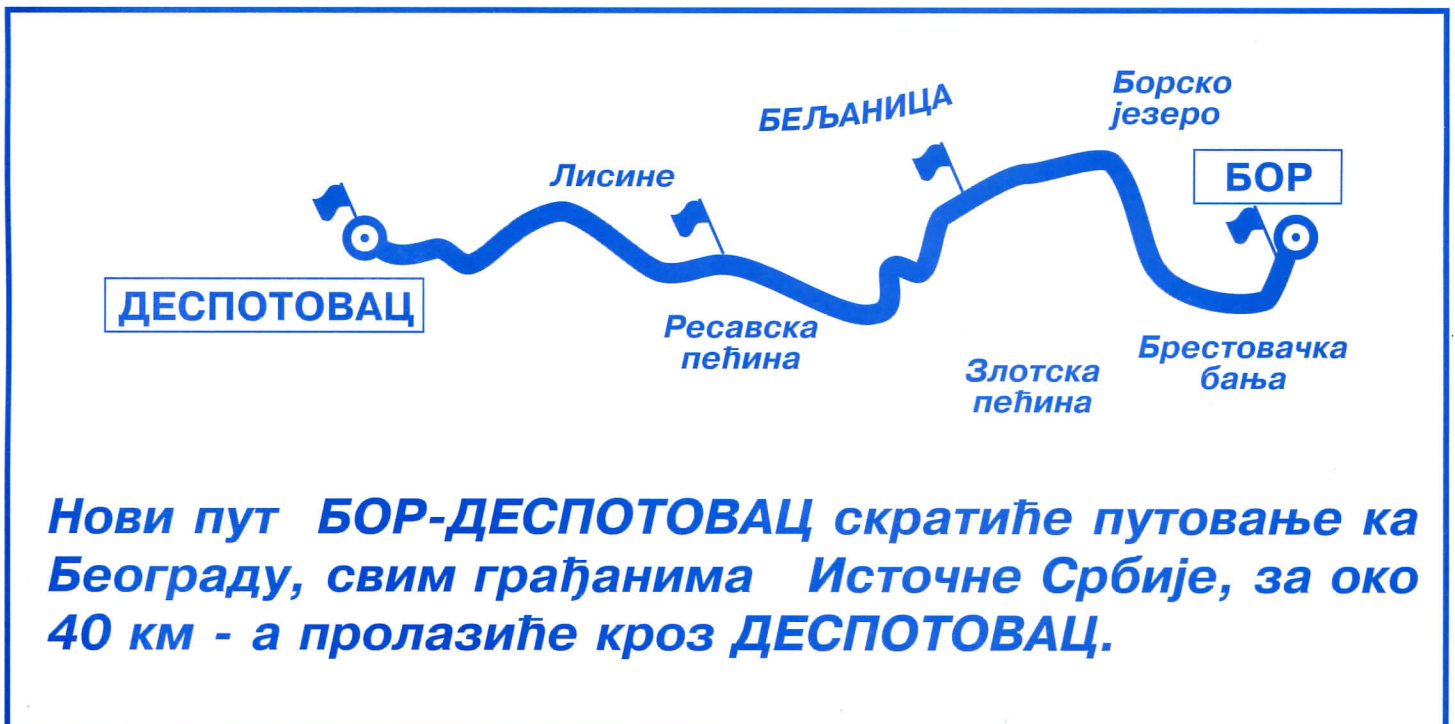 БЕЉАНИЦА
Борско
језеро
Лисине
БОР
ДЕСПОТОВАЦ
Ресавска
пећина
Злотска
пећина
Брестовачка
бања
Нови пут БОР-ДЕСПОТОВАЦ скратиће путовање ка
Београду, свим грађанима Источне Србије, за око
40 км - а пролазиће кроз ДЕСПОТОВАЦ.